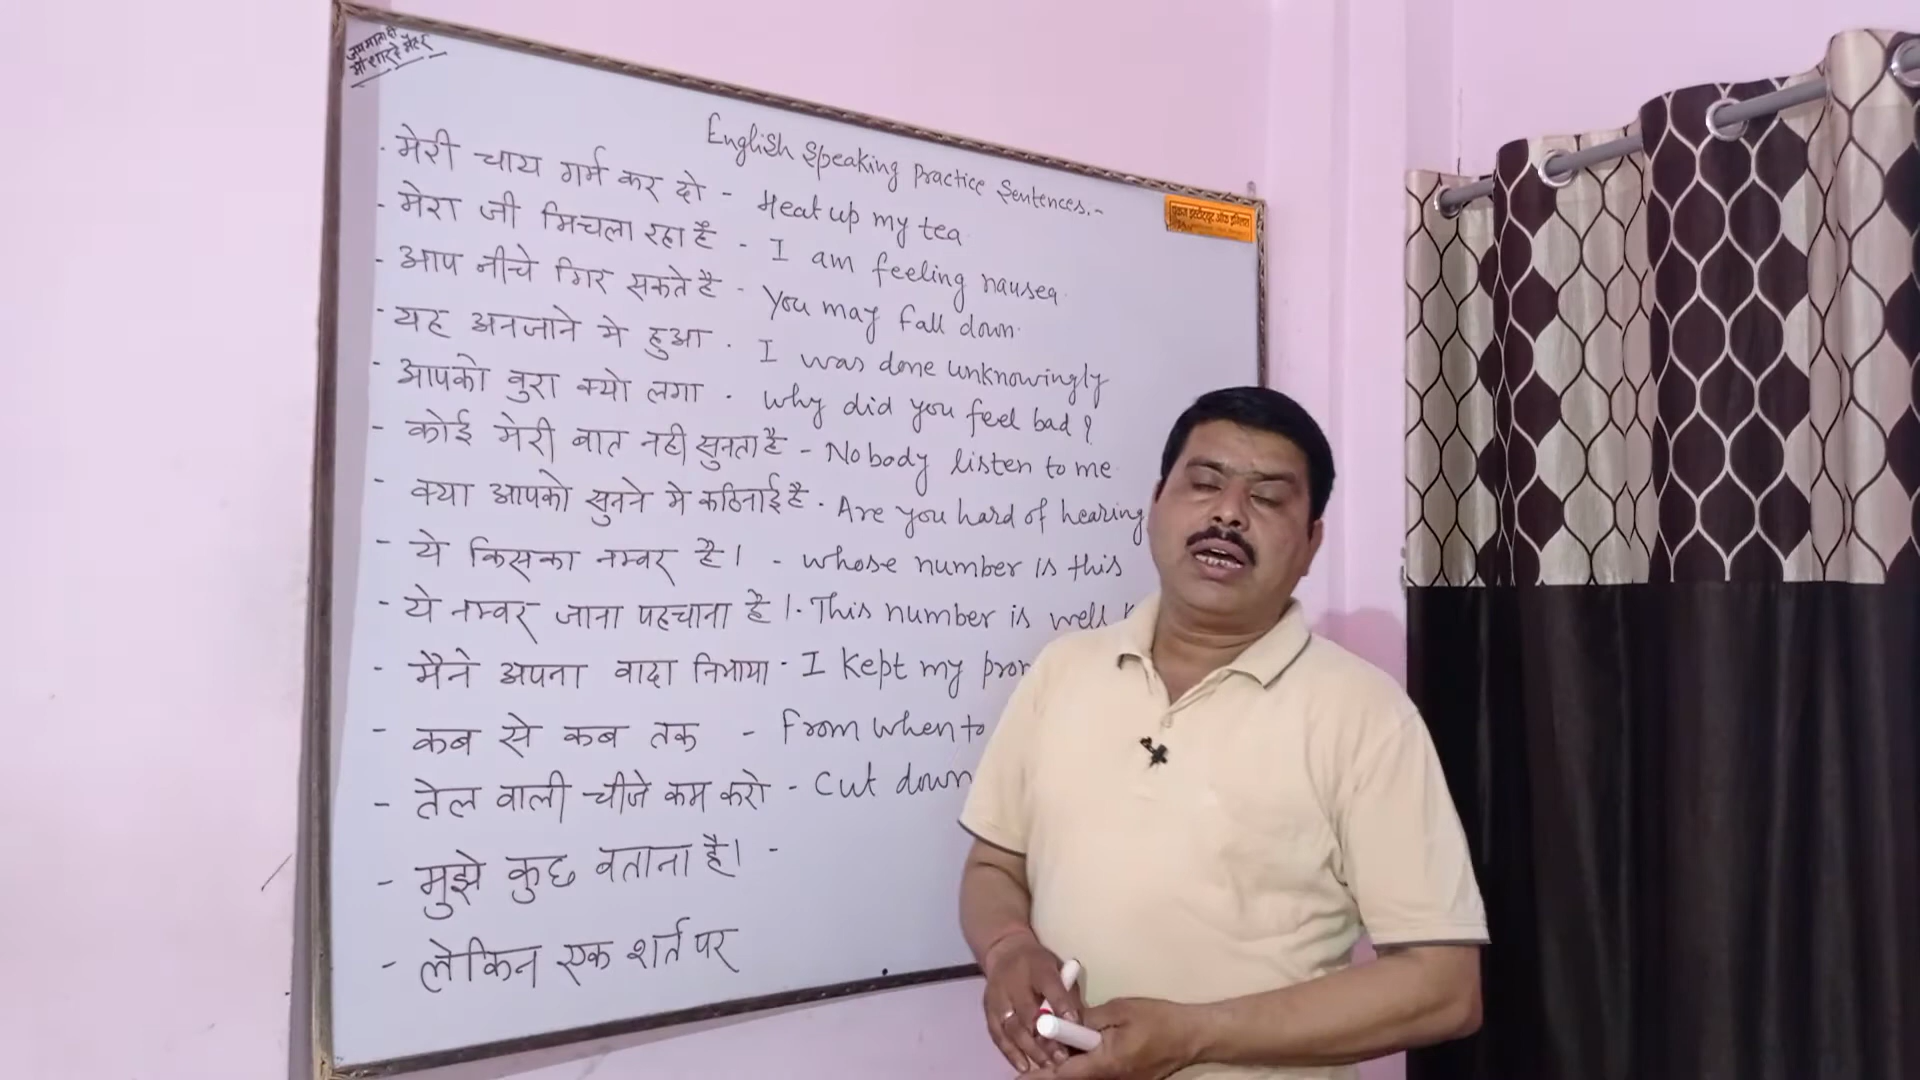 जय माता दी
माँ शारदे मैहर
English Speaking Practice Sentences.-
- मेरी चाय गर्म कर दो - Heat up my tea
- मेरा जी मिचला रहा है - I am feeling nausea
- आप नीचे गिर सकते है - You may fall down
- यह अनजाने मे हुआ - I was done unknowingly
- आपको बुरा क्यो लगा - Why did you feel bad?
- कोई मेरी बात नही सुनता है - Nobody listen to me
- क्या आपको सुनने मे कठिनाई है - Are you hard of hearing
- ये किसका नम्बर है। - whose number is this
- ये नम्बर जाना पहचाना है। - This number is well
- मैने अपना वादा निभाया - I kept my pro
- कब से कब तक - From when to
- तेल वाली चीजे कम करो - Cut down
- मुझे कुछ बताना है। -
- लेकिन एक शर्त पर